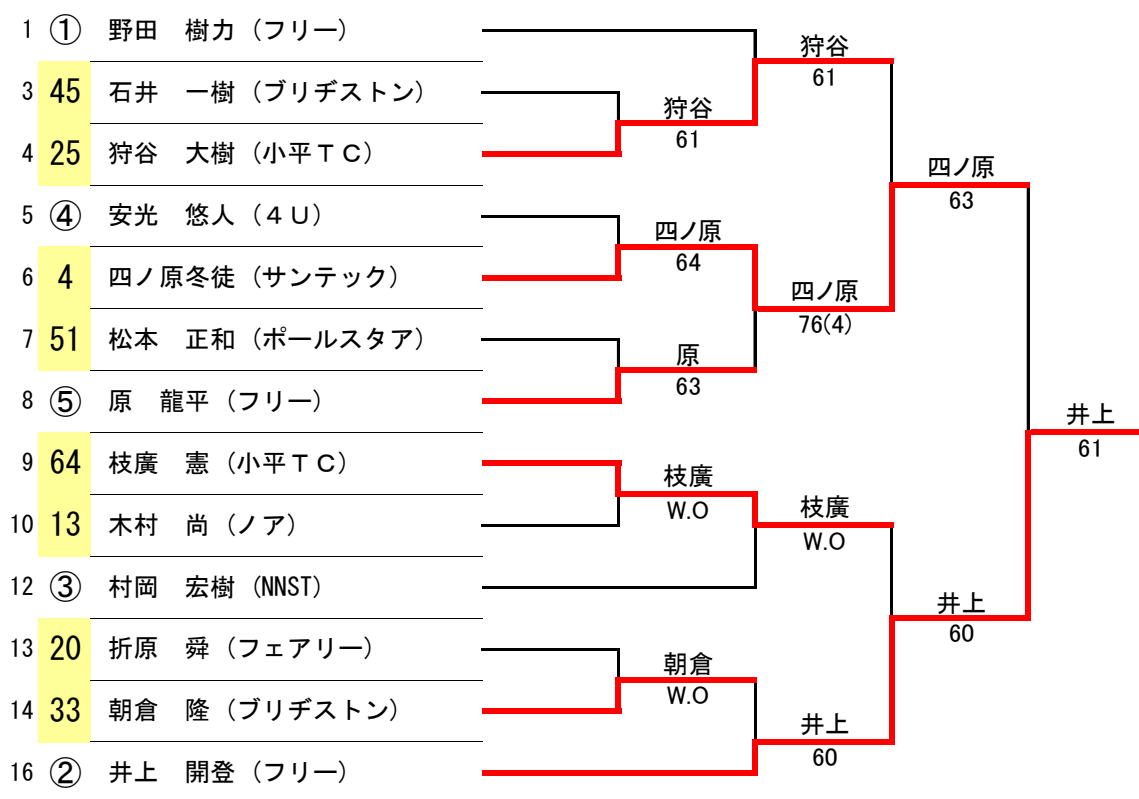 1 ① 野田　樹力（フリー）
3 45 石井　一樹（ブリヂストン）
4 25 狩谷　大樹（小平ＴＣ）
5 ④ 安光　悠人（４Ｕ）
6 4 四ノ原冬徒（サンテック）
7 51 松本　正和（ポールスタア）
8 ⑤ 原　龍平（フリー）
9 64 枝廣　憲（小平ＴＣ）
10 13 木村　尚（ノア）
12 ③ 村岡　宏樹（NNST）
13 20 折原　舜（フェアリー）
14 33 朝倉　隆（ブリヂストン）
16 ② 井上　開登（フリー）
狩谷
61
四ノ原
64
原
63
枝廣
W.O
朝倉
W.O
狩谷
61
四ノ原
76(4)
枝廣
W.O
井上
60
四ノ原
63
井上
60
井上
61